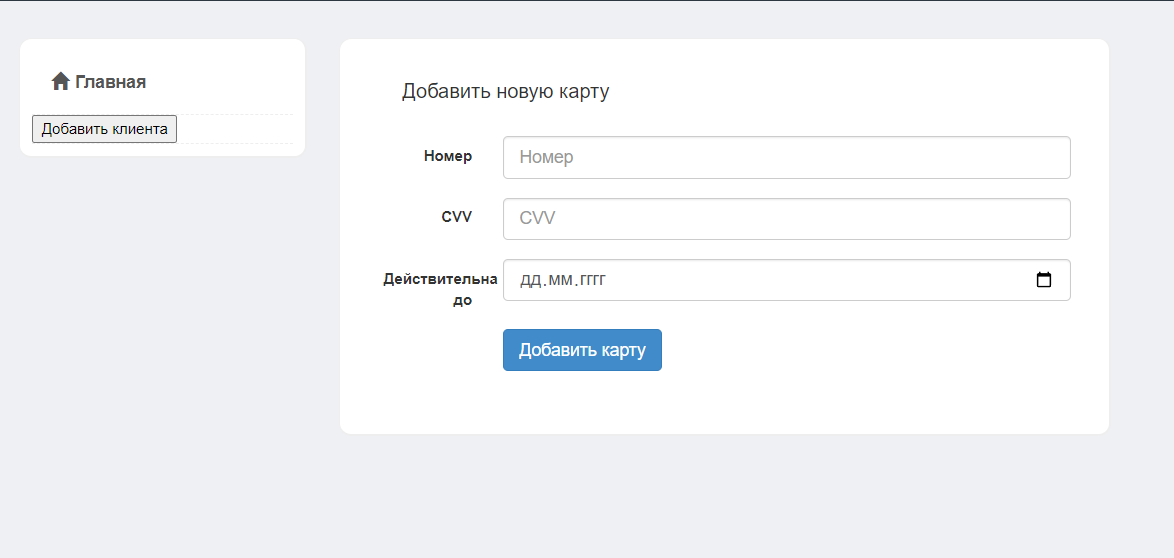 Главная
Добавить клиента
Добавить новую карту
Номер
Номер
CVV
CVV
Действительна
до
дд.мм.гггг
Добавить карту